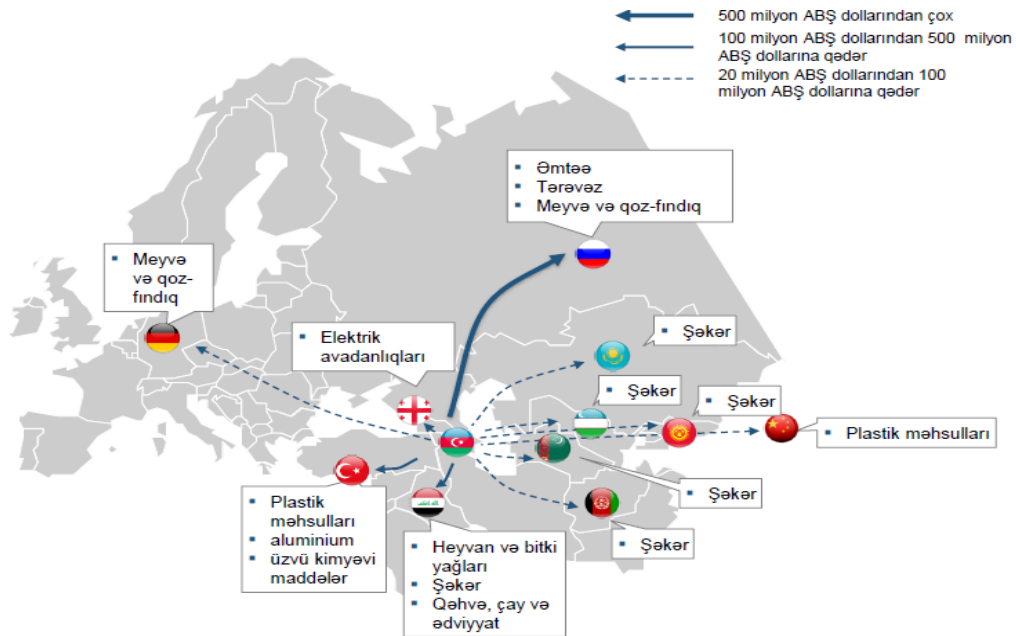 500 milyon ABŞ dollarından çox
100 milyon ABŞ dollarından 500 milyon
ABŞ dollarına qədər
20 milyon ABŞ dollarından 100
milyon ABŞ dollarına qədər
▪ Əmtəə
▪ Tərəvəz
▪ Meyvə və qoz-fındıq
▪ Meyvə
və qoz-
fındıq
▪ Elektrik
avadanlıqları
▪ Şəkər
▪ Şəkər
▪ Şəkər
▪ Plastik məhsulları
▪ Şəkər
▪ Şəkər
▪ Plastik
məhsulları
▪ aluminium
▪ üzvü kimyəvi
maddələr
▪ Heyvan və bitki
yağları
▪ Şəkər
▪ Qəhvə, çay və
ədviyyat